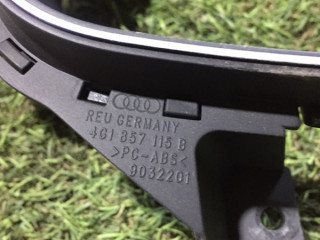 REU GERMANY
4G1 857 115 B
>PC-ABS<
9032201